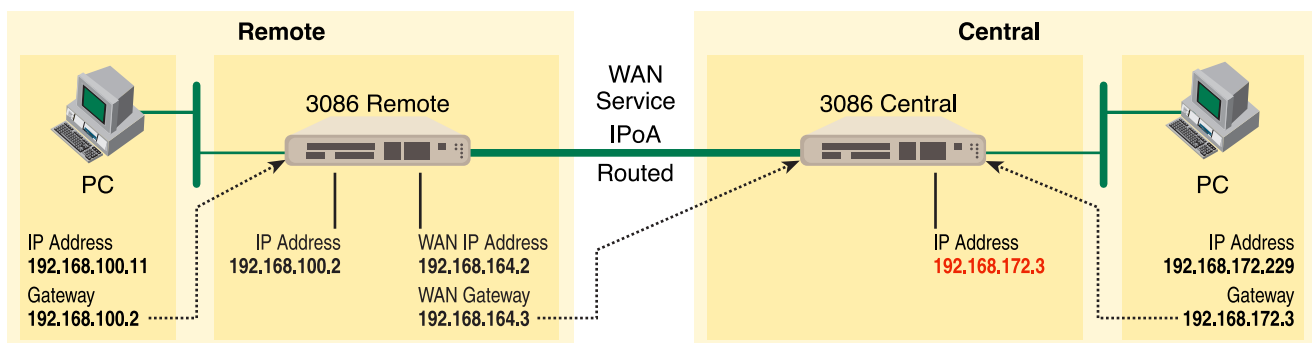 Remote
Central
WAN
Service
IPoA
Routed
3086 Remote
3086 Central
PC
PC
IP Address
192.168.100.11
Gateway
192.168.100.2
IP Address
192.168.100.2
WAN IP Address
192.168.164.2
WAN Gateway
192.168.164.3
IP Address
192.168.172.3
IP Address
192.168.172.229
Gateway
192.168.172.3